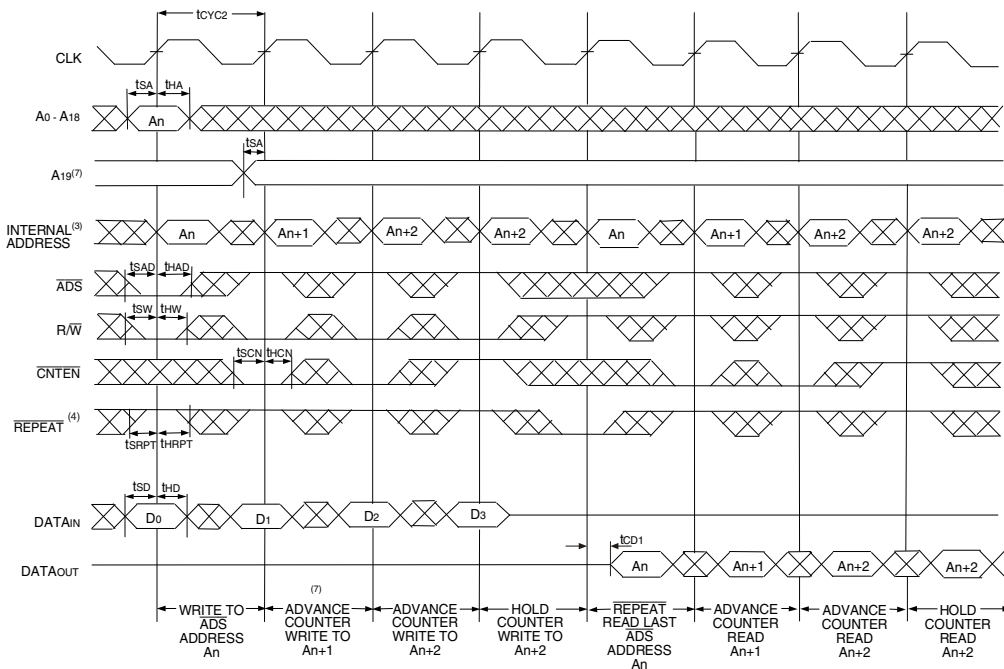 tCYC2
CLK
tSA tHA
A0 - A18 An
tSA
A19(7)
INTERNAL(3) ADDRESS An An+1 An+2 An+2 An An+1 An+2 An+2
tSAD tHAD
ADS
tSW tHW
R/W
tSCN tHCN
CNTEN
REPEAT (4)
tSRPT tHRPT
tSD tHD
DATAIN D0 D1 D2 D3
tCD1
DATAOUT An An+1 An+2 An+2
WRITE TO ADS ADDRESS An
(7)
ADVANCE COUNTER WRITE TO An+1
ADVANCE COUNTER WRITE TO An+2
HOLD COUNTER WRITE TO An+2
REPEAT READ LAST ADS ADDRESS An
ADVANCE COUNTER READ An+1
ADVANCE COUNTER READ An+2
HOLD COUNTER READ An+2